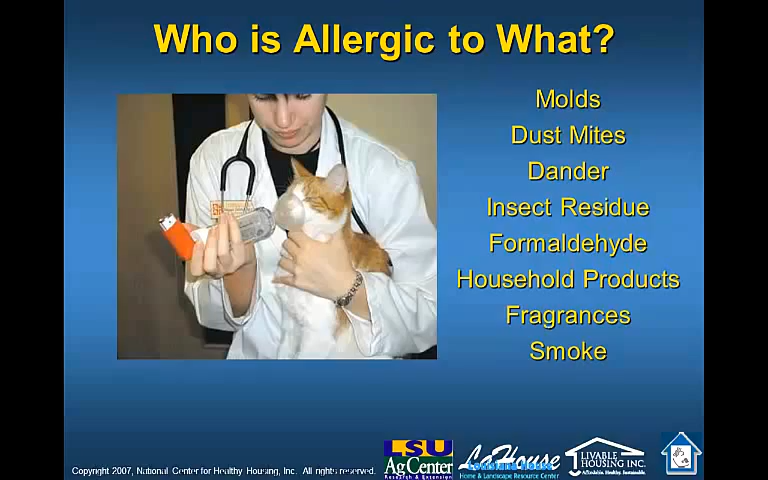 Who is Allergic to What?
Molds
Dust Mites
Dander
Insect Residue
Formaldehyde
Household Products
Fragrances
Smoke
Copyright 2007, National Center for Healthy Housing, Inc. All rights reserved.
LSU
AgCenter
Research & Extension
LaHouse
Louisiana House
Home & Landscape Resource Center
LIVABLE
HOUSING INC.
Affordable. Healthy. Sustainable.